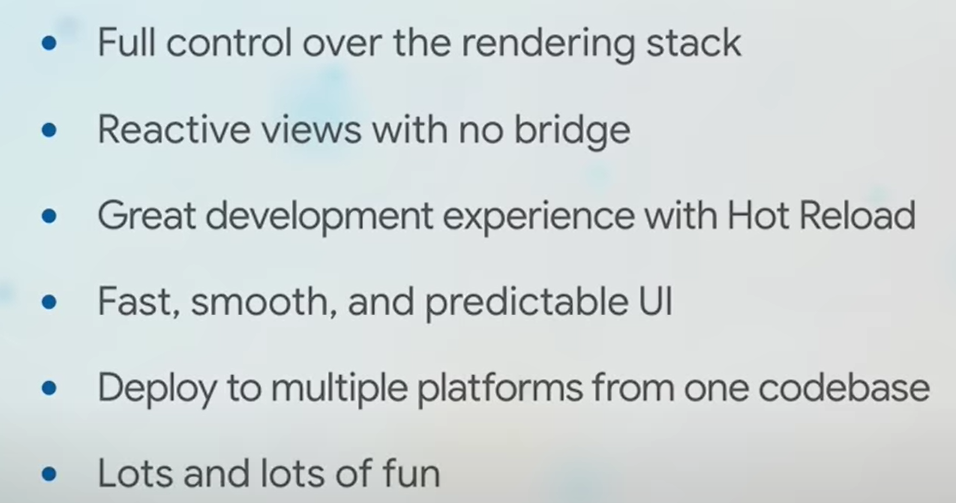 • Full control over the rendering stack
• Reactive views with no bridge
• Great development experience with Hot Reload
• Fast, smooth, and predictable UI
• Deploy to multiple platforms from one codebase
• Lots and lots of fun